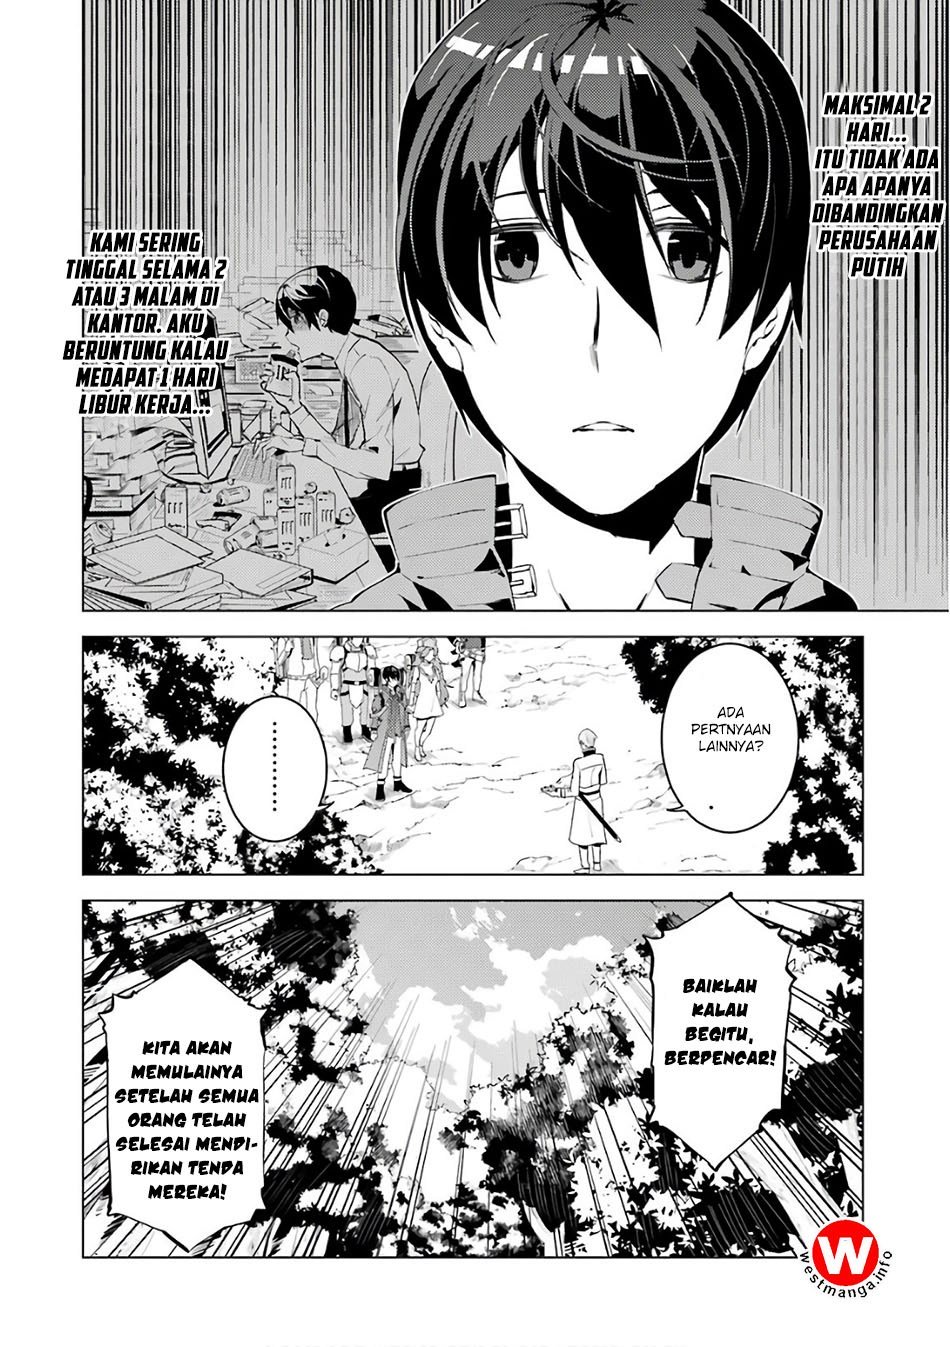 MAKSIMAL 2
HARI...
ITU TIDAK ADA
APA APANYA
DIBANDINGKAN
PERUSAHAAN
PUTIH
KAMI SERING
TINGGAL SELAMA 2
ATAU 3 MALAM DI
KANTOR. AKU
BERUNTUNG KALAU
MEDAPAT 1 HARI
LIBUR KERJA...
ADA
PERTNYAAN
LAINNYA?
..........
BAIKLAH
KALAU
BEGITU,
BERPENCAR!
KITA AKAN
MEMULAINYA
SETELAH SEMUA
ORANG TELAH
SELESAI MENDI-
RIKAN TENDA
MEREKA!
W
westmanga.info